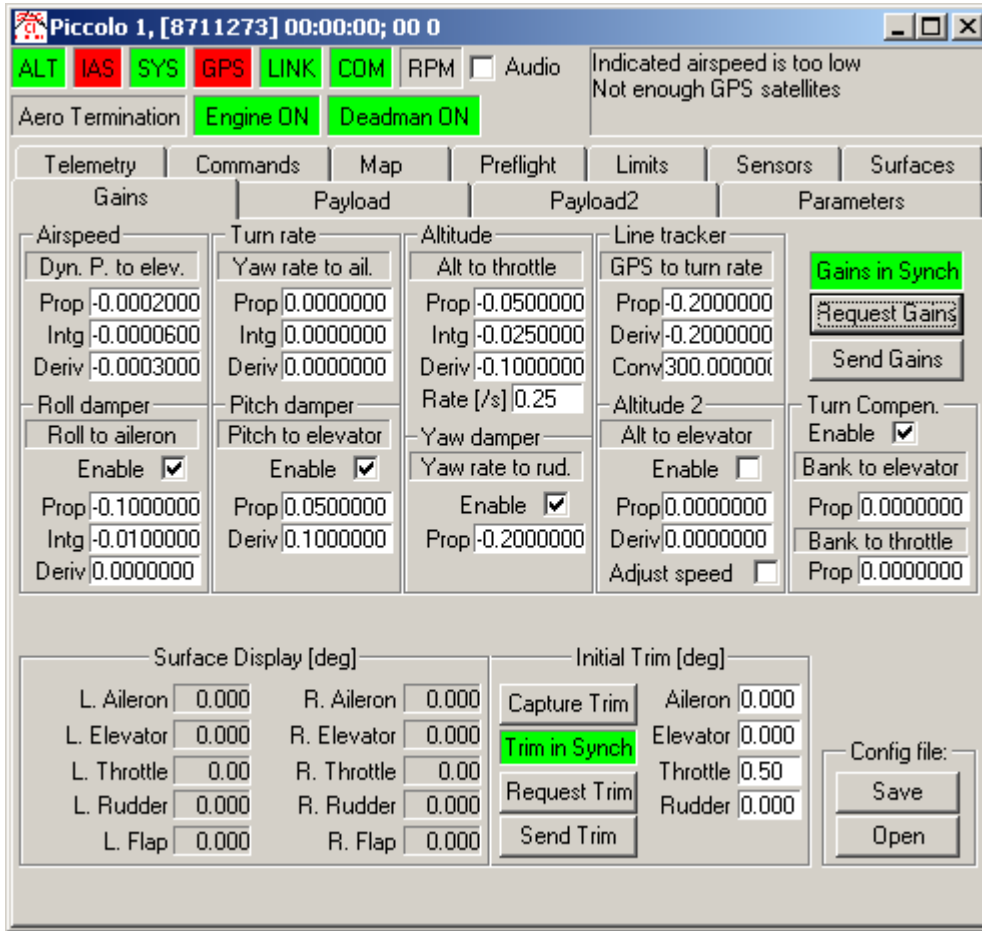 Piccolo 1, [8711273] 00:00:00; 00 0
ALT IAS SYS GPS LINK COM RPM Audio
Indicated airspeed is too low
Not enough GPS satellites
Aero Termination Engine ON Deadman ON
Telemetry Commands Map Preflight Limits Sensors Surfaces
Gains Payload Payload2 Parameters
Airspeed
Dyn. P. to elev.
Prop -0.0002000
Intg -0.0000600
Deriv -0.0003000
Turn rate
Yaw rate to ail.
Prop 0.0000000
Intg 0.0000000
Deriv 0.0000000
Altitude
Alt to throttle
Prop -0.0500000
Intg -0.0250000
Deriv -0.1000000
Rate [/s] 0.25
Line tracker
GPS to turn rate
Prop -0.2000000
Deriv -0.2000000
Conv 300.000000
Gains in Synch
Request Gains
Send Gains
Roll damper
Roll to aileron
Enable
Prop -0.1000000
Intg -0.0100000
Deriv 0.0000000
Pitch damper
Pitch to elevator
Enable
Prop 0.0500000
Deriv 0.1000000
Yaw damper
Yaw rate to rud.
Enable
Prop -0.2000000
Altitude 2
Alt to elevator
Enable
Prop 0.0000000
Deriv 0.0000000
Adjust speed
Turn Compen.
Enable
Bank to elevator
Prop 0.0000000
Bank to throttle
Prop 0.0000000
Surface Display [deg]
L. Aileron 0.000 R. Aileron 0.000
L. Elevator 0.000 R. Elevator 0.000
L. Throttle 0.00 R. Throttle 0.00
L. Rudder 0.000 R. Rudder 0.000
L. Flap 0.000 R. Flap 0.000
Initial Trim [deg]
Capture Trim
Trim in Synch
Request Trim
Send Trim
Aileron 0.000
Elevator 0.000
Throttle 0.50
Rudder 0.000
Config file:
Save
Open